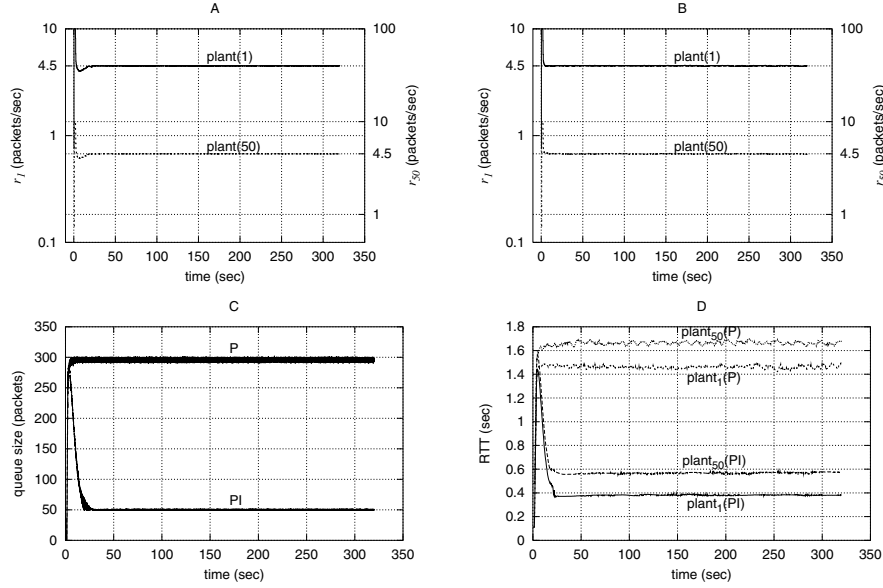 A
10
4.5
1
0.1
r1 (packets/sec)
plant(1)
plant(50)
100
10
4.5
1
r50 (packets/sec)
0 50 100 150 200 250 300 350
time (sec)
B
10
4.5
1
0.1
r1 (packets/sec)
plant(1)
plant(50)
100
10
4.5
1
r50 (packets/sec)
0 50 100 150 200 250 300 350
time (sec)
C
350
300
250
200
150
100
50
0
queue size (packets)
P
PI
0 50 100 150 200 250 300 350
time (sec)
D
1.8
1.6
1.4
1.2
1
0.8
0.6
0.4
0.2
0
RTT (sec)
plant50(P)
plant1(P)
plant50(PI)
plant1(PI)
0 50 100 150 200 250 300 350
time (sec)